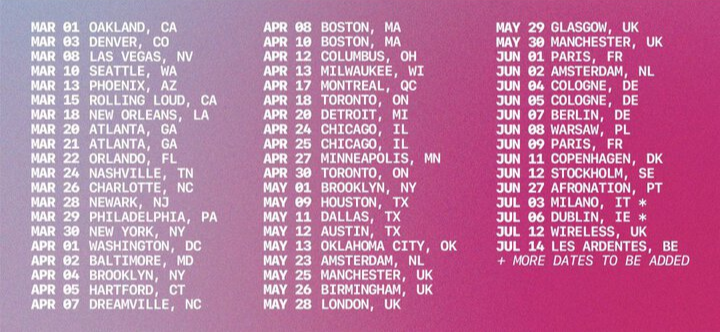 MAR 01 OAKLAND, CA
MAR 03 DENVER, CO
MAR 08 LAS VEGAS, NV
MAR 10 SEATTLE, WA
MAR 13 PHOENIX, AZ
MAR 15 ROLLING LOUD, CA
MAR 18 NEW ORLEANS, LA
MAR 20 ATLANTA, GA
MAR 21 ATLANTA, GA
MAR 22 ORLANDO, FL
MAR 24 NASHVILLE, TN
MAR 26 CHARLOTTE, NC
MAR 28 NEWARK, NJ
MAR 29 PHILADELPHIA, PA
MAR 30 NEW YORK, NY
APR 01 WASHINGTON, DC
APR 02 BALTIMORE, MD
APR 04 BROOKLYN, NY
APR 05 HARTFORD, CT
APR 07 DREAMVILLE, NC
APR 08 BOSTON, MA
APR 10 BOSTON, MA
APR 12 COLUMBUS, OH
APR 13 MILWAUKEE, WI
APR 17 MONTREAL, QC
APR 18 TORONTO, ON
APR 20 DETROIT, MI
APR 24 CHICAGO, IL
APR 25 CHICAGO, IL
APR 27 MINNEAPOLIS, MN
APR 30 TORONTO, ON
MAY 01 BROOKLYN, NY
MAY 09 HOUSTON, TX
MAY 11 DALLAS, TX
MAY 12 AUSTIN, TX
MAY 13 OKLAHOMA CITY, OK
MAY 23 AMSTERDAM, NL
MAY 25 MANCHESTER, UK
MAY 26 BIRMINGHAM, UK
MAY 28 LONDON, UK
MAY 29 GLASGOW, UK
MAY 30 MANCHESTER, UK
JUN 01 PARIS, FR
JUN 02 AMSTERDAM, NL
JUN 04 COLOGNE, DE
JUN 05 COLOGNE, DE
JUN 07 BERLIN, DE
JUN 08 WARSAW, PL
JUN 09 PARIS, FR
JUN 11 COPENHAGEN, DK
JUN 12 STOCKHOLM, SE
JUN 27 AFRONATION, PT
JUL 03 MILANO, IT *
JUL 06 DUBLIN, IE *
JUL 12 WIRELESS, UK
JUL 14 LES ARDENTES, BE
+ MORE DATES TO BE ADDED